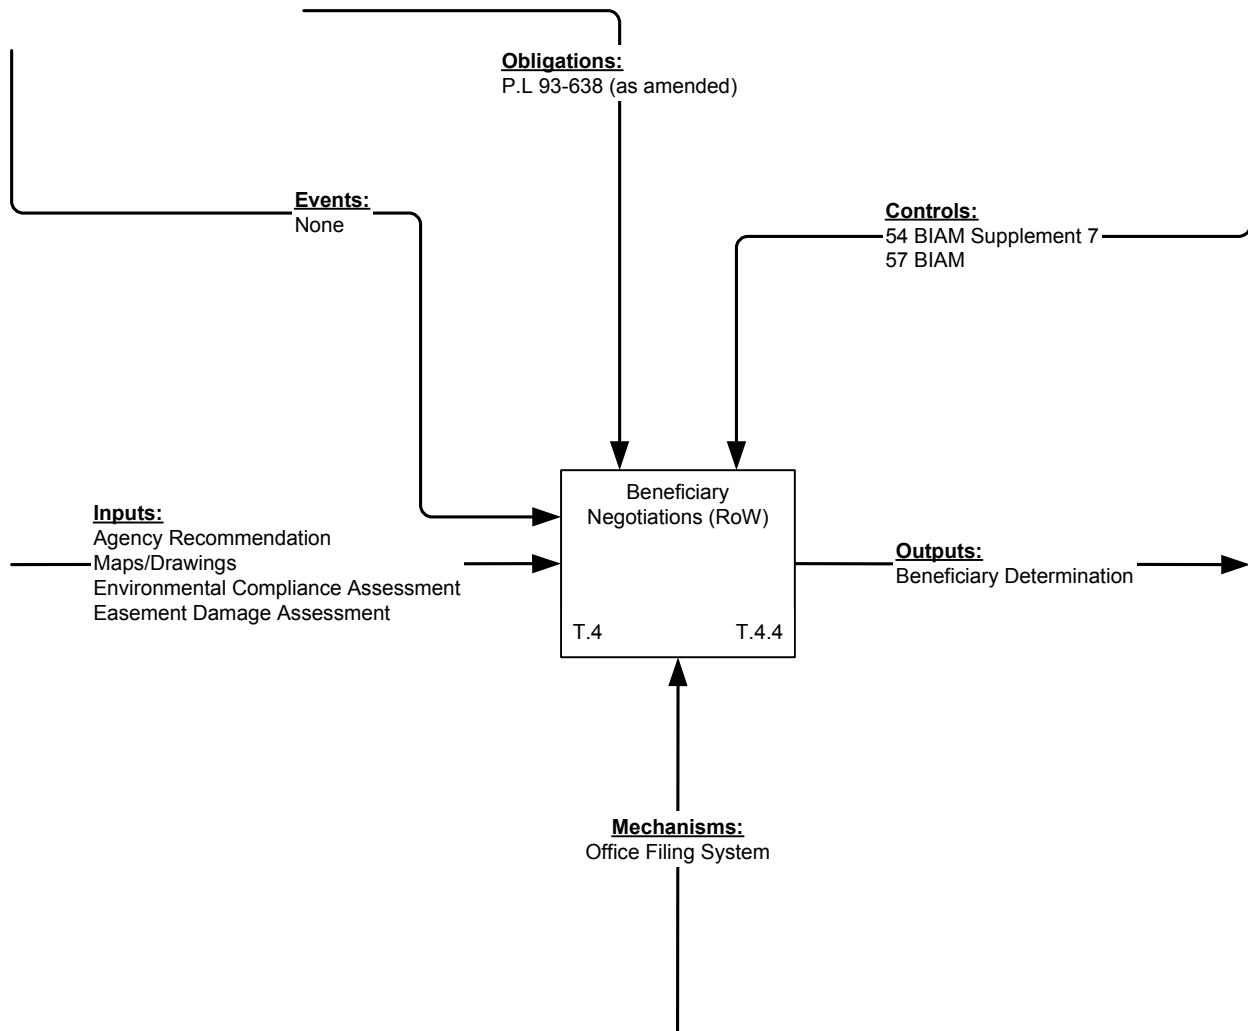 Obligations:
P.L 93-638 (as amended)
Events:
None
Controls:
54 BIAM Supplement 7
57 BIAM
Beneficiary
Negotiations (RoW)
T.4
T.4.4
Inputs:
Agency Recommendation
Maps/Drawings
Environmental Compliance Assessment
Easement Damage Assessment
Outputs:
Beneficiary Determination
Mechanisms:
Office Filing System